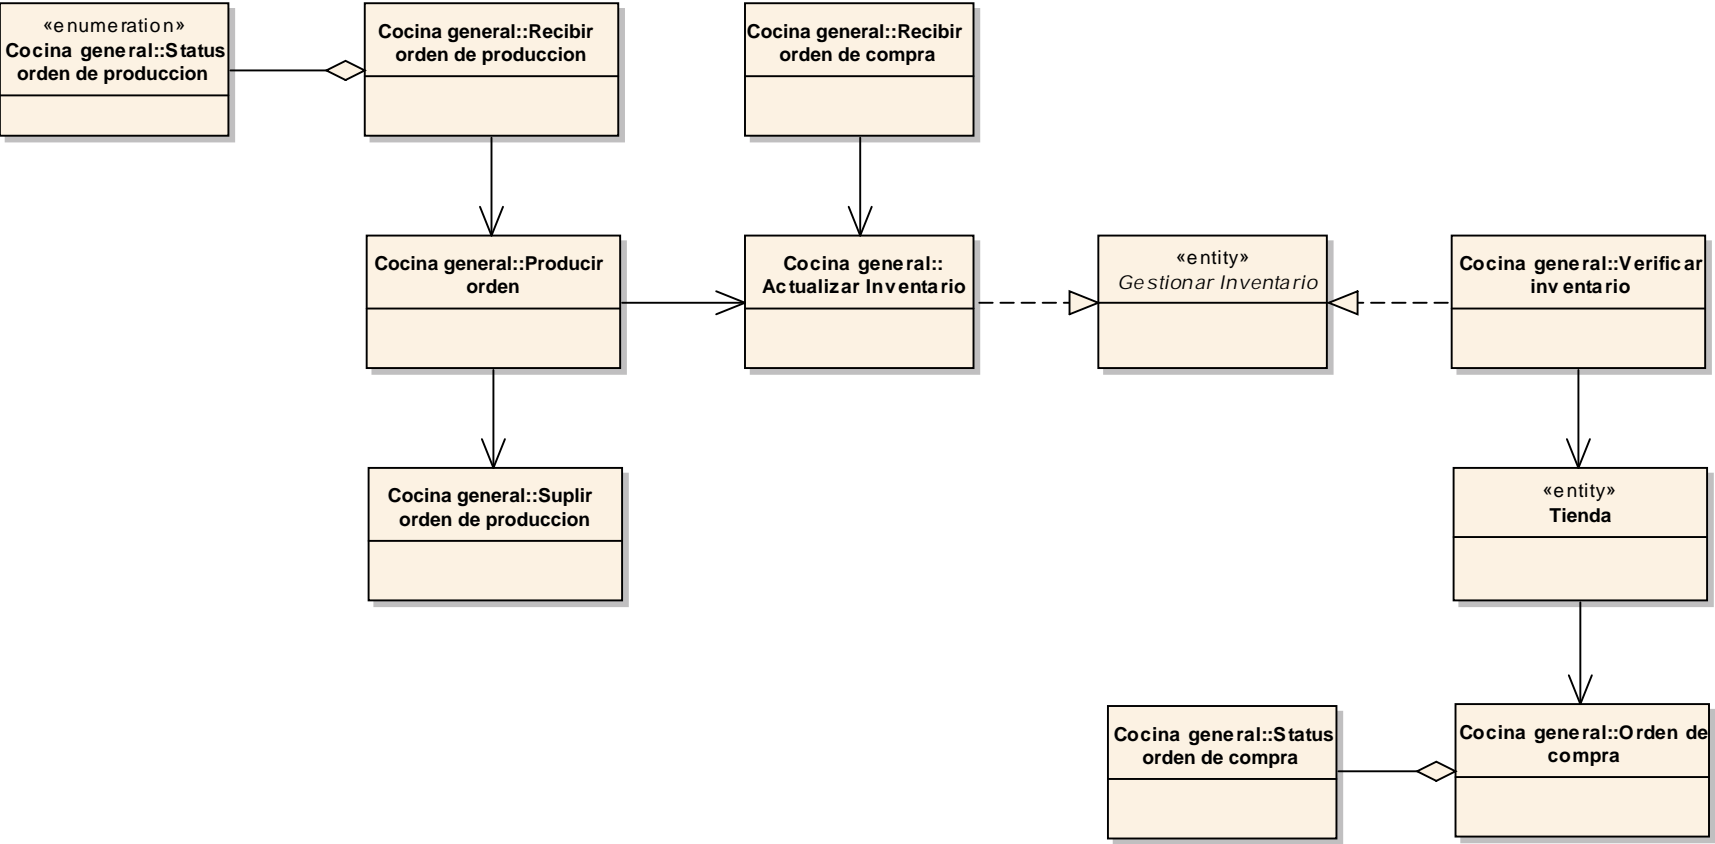 «enumeration»
Cocina general::Status
orden de produccion
Cocina general::Recibir
orden de produccion
Cocina general::Recibir
orden de compra
Cocina general::Producir
orden
Cocina general::
Actualizar Inventario
«entity»
Gestionar Inventario
Cocina general::Verificar
inventario
Cocina general::Suplir
orden de produccion
«entity»
Tienda
Cocina general::Status
orden de compra
Cocina general::Orden de
compra